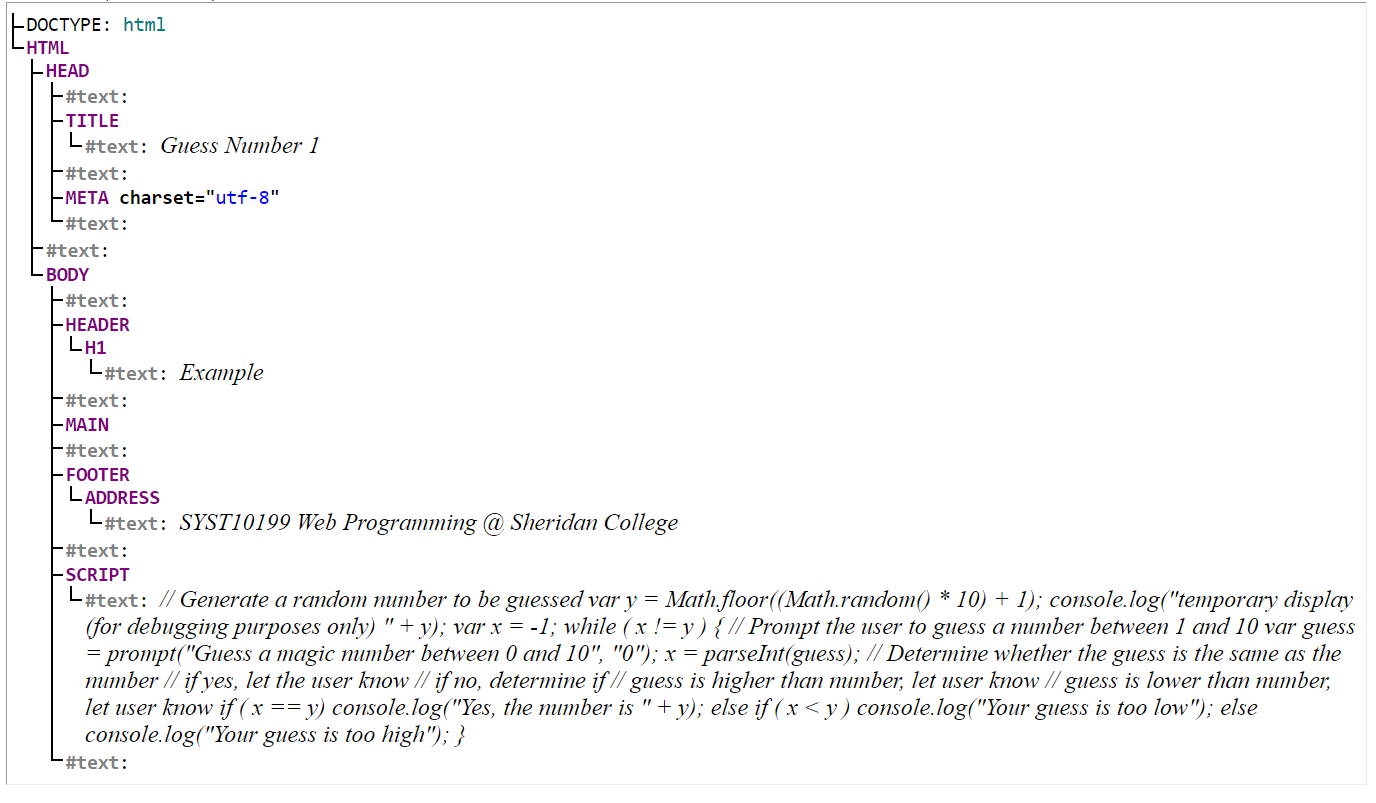 DOCTYPE: html
HTML
HEAD
#text:
TITLE
#text: Guess Number 1
#text:
META charset="utf-8"
#text:
#text:
BODY
#text:
HEADER
H1
#text: Example
#text:
MAIN
#text:
FOOTER
ADDRESS
#text: SYST10199 Web Programming @ Sheridan College
#text:
SCRIPT
#text: // Generate a random number to be guessed var y = Math.floor((Math.random() * 10) + 1); console.log("temporary display
(for debugging purposes only) " + y); var x = -1; while ( x != y ) { // Prompt the user to guess a number between 1 and 10 var guess
= prompt("Guess a magic number between 0 and 10", "0"); x = parseInt(guess); // Determine whether the guess is the same as the
number // if yes, let the user know // if no, determine if // guess is higher than number, let user know // guess is lower than number,
let user know if ( x == y) console.log("Yes, the number is " + y); else if ( x < y ) console.log("Your guess is too low"); else
console.log("Your guess is too high"); }
#text: